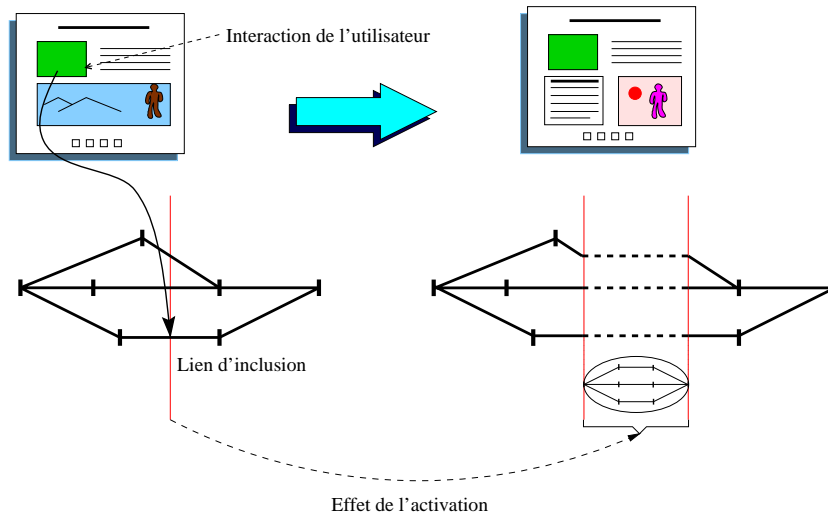 Interaction de l'utilisateur
Lien d'inclusion
Effet de l'activation